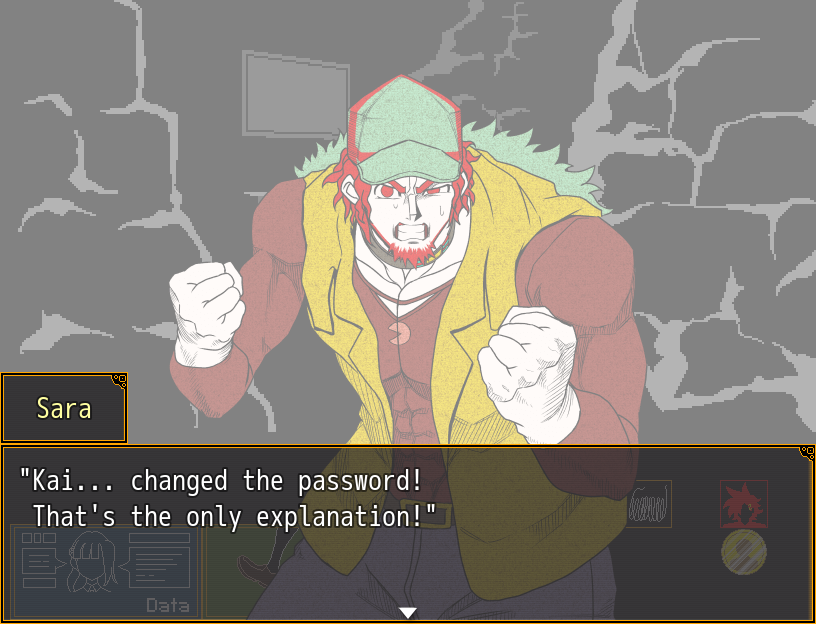 Sara
"Kai... changed the password!
That's the only explanation!"
Data